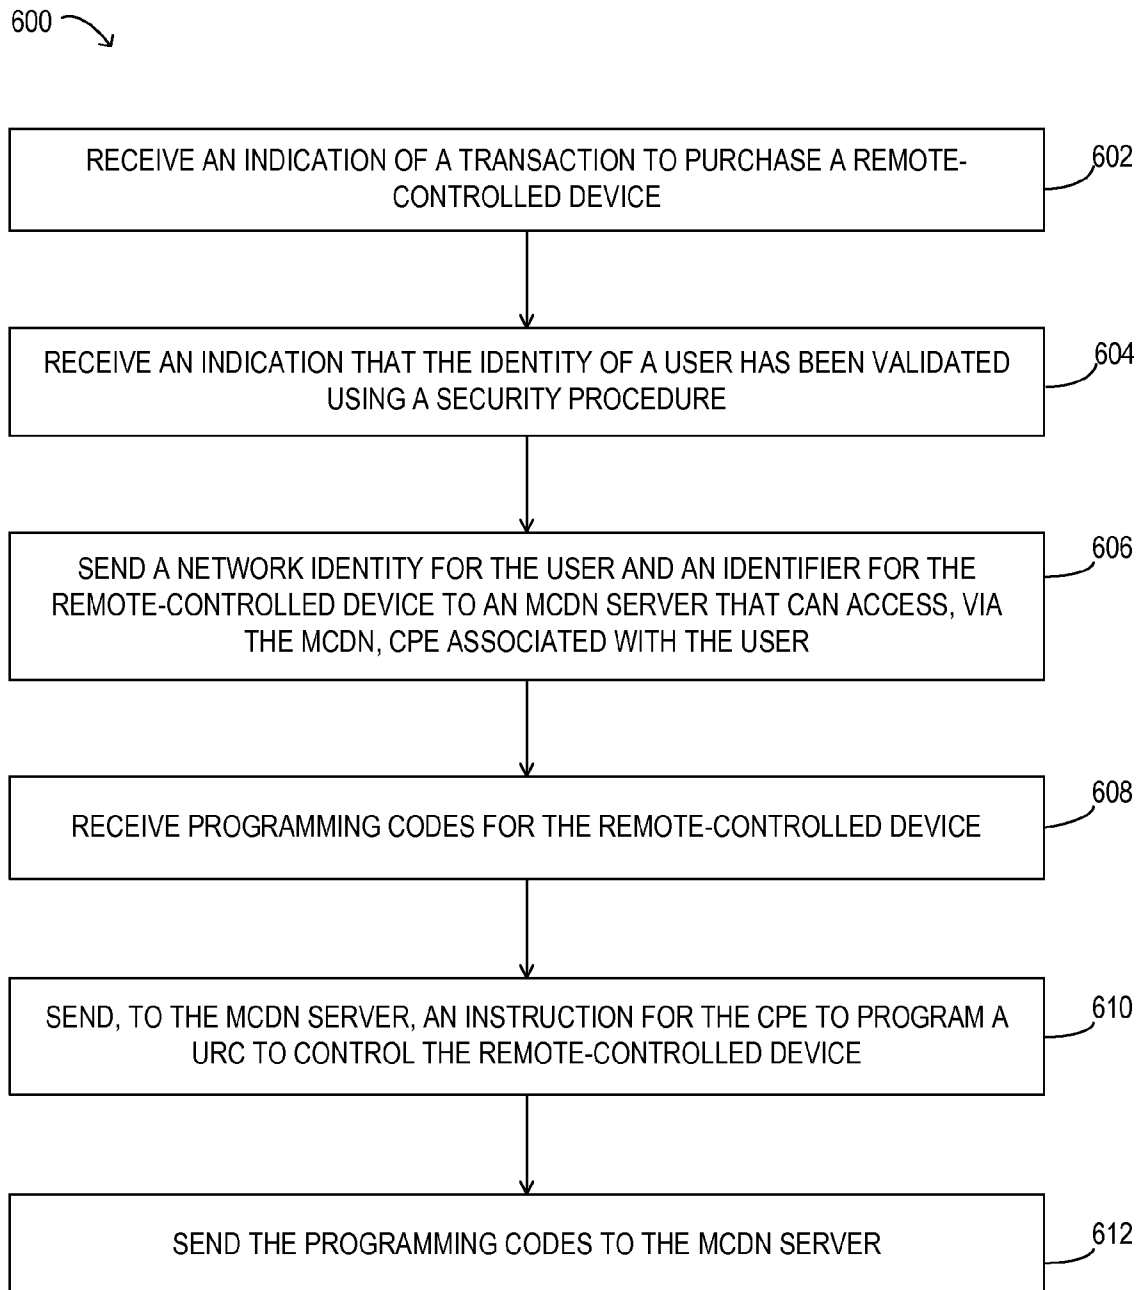 600
RECEIVE AN INDICATION OF A TRANSACTION TO PURCHASE A REMOTE-
CONTROLLED DEVICE
602
RECEIVE AN INDICATION THAT THE IDENTITY OF A USER HAS BEEN VALIDATED
USING A SECURITY PROCEDURE
604
SEND A NETWORK IDENTITY FOR THE USER AND AN IDENTIFIER FOR THE
REMOTE-CONTROLLED DEVICE TO AN MCDN SERVER THAT CAN ACCESS, VIA
THE MCDN, CPE ASSOCIATED WITH THE USER
606
RECEIVE PROGRAMMING CODES FOR THE REMOTE-CONTROLLED DEVICE
608
SEND, TO THE MCDN SERVER, AN INSTRUCTION FOR THE CPE TO PROGRAM A
URC TO CONTROL THE REMOTE-CONTROLLED DEVICE
610
SEND THE PROGRAMMING CODES TO THE MCDN SERVER
612